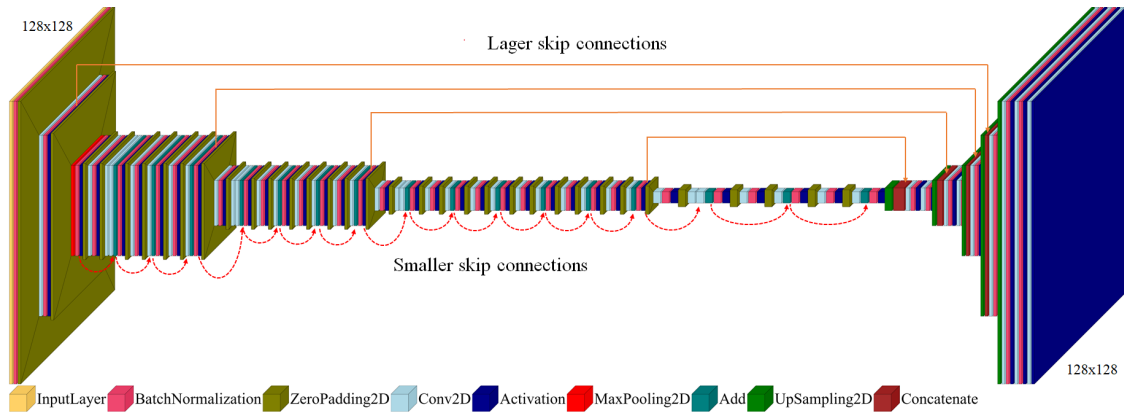 128x128
Lager skip connections
Smaller skip connections
128x128
InputLayer BatchNormalization ZeroPadding2D Conv2D Activation MaxPooling2D Add UpSampling2D Concatenate